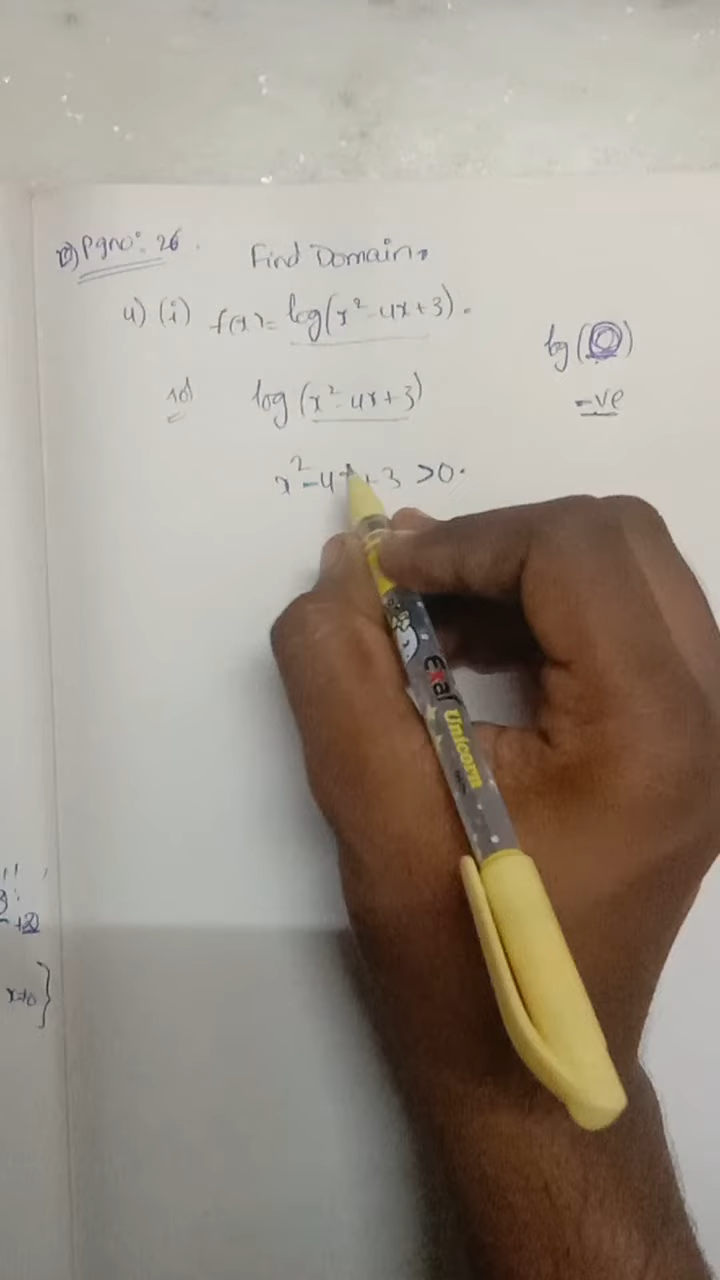 Pgno: 26.
Find Domain.
4) (i) f(x) = log(x² - 4x + 3).
log(0)
-ve
sol log(x² - 4x + 3)
x² - 4x + 3 > 0.
Exal
Unicorn